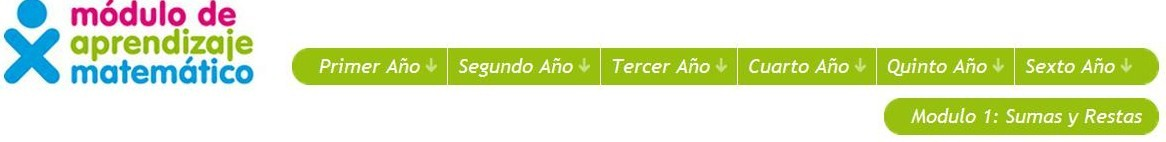 módulo de
aprendizaje
matemático
Primer Año Segundo Año Tercer Año Cuarto Año Quinto Año Sexto Año
Modulo 1: Sumas y Restas